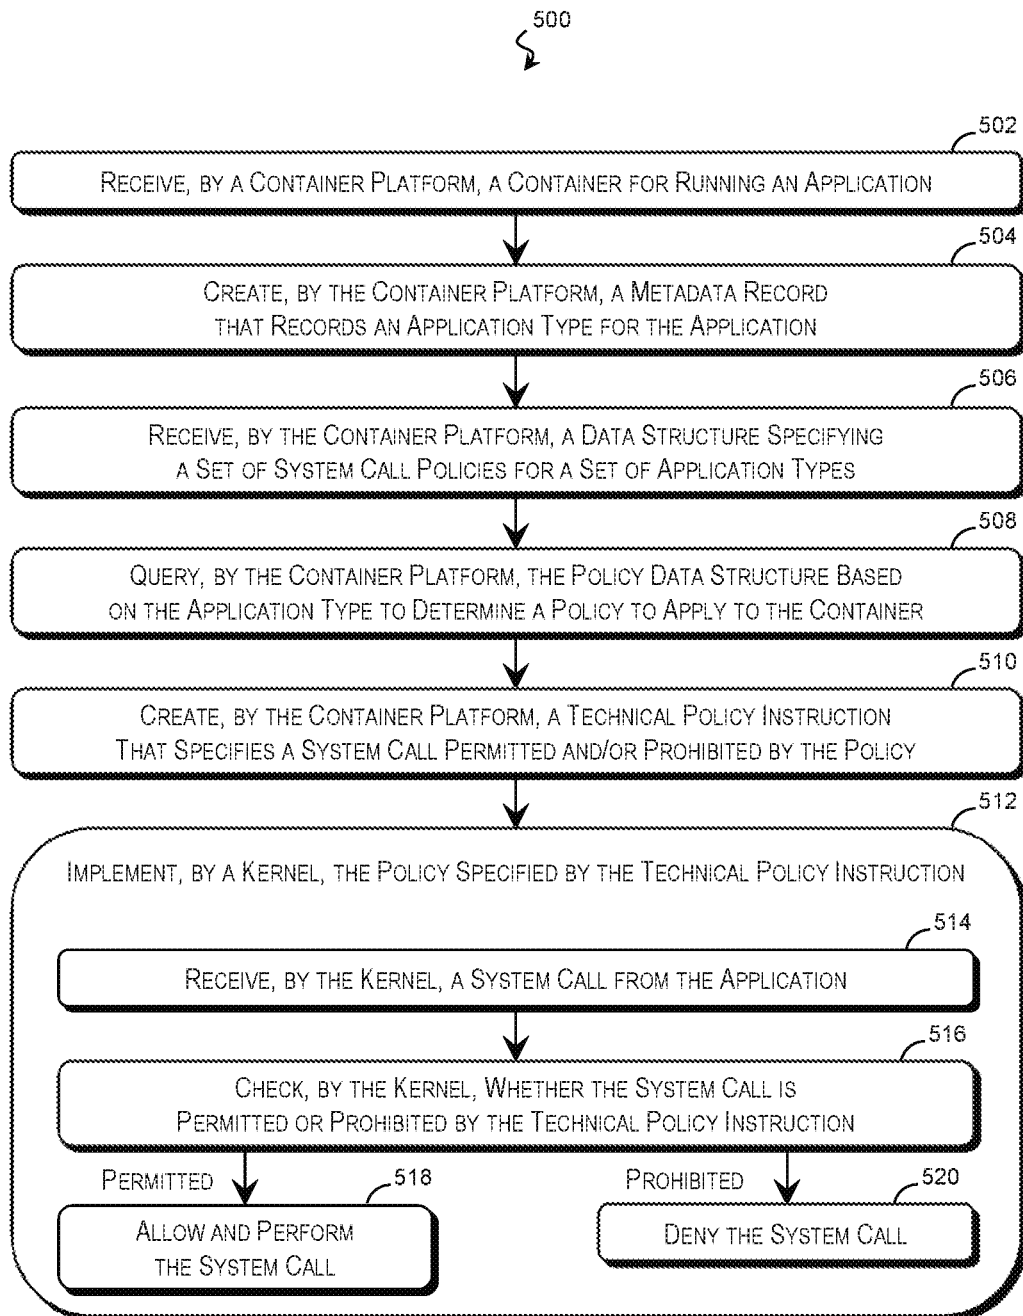 500
502
RECEIVE, BY A CONTAINER PLATFORM, A CONTAINER FOR RUNNING AN APPLICATION
504
CREATE, BY THE CONTAINER PLATFORM, A METADATA RECORD
THAT RECORDS AN APPLICATION TYPE FOR THE APPLICATION
506
RECEIVE, BY THE CONTAINER PLATFORM, A DATA STRUCTURE SPECIFYING
A SET OF SYSTEM CALL POLICIES FOR A SET OF APPLICATION TYPES
508
QUERY, BY THE CONTAINER PLATFORM, THE POLICY DATA STRUCTURE BASED
ON THE APPLICATION TYPE TO DETERMINE A POLICY TO APPLY TO THE CONTAINER
510
CREATE, BY THE CONTAINER PLATFORM, A TECHNICAL POLICY INSTRUCTION
THAT SPECIFIES A SYSTEM CALL PERMITTED AND/OR PROHIBITED BY THE POLICY
512
IMPLEMENT, BY A KERNEL, THE POLICY SPECIFIED BY THE TECHNICAL POLICY INSTRUCTION
514
RECEIVE, BY THE KERNEL, A SYSTEM CALL FROM THE APPLICATION
516
CHECK, BY THE KERNEL, WHETHER THE SYSTEM CALL IS
PERMITTED OR PROHIBITED BY THE TECHNICAL POLICY INSTRUCTION
PERMITTED
518
ALLOW AND PERFORM
THE SYSTEM CALL
PROHIBITED
520
DENY THE SYSTEM CALL